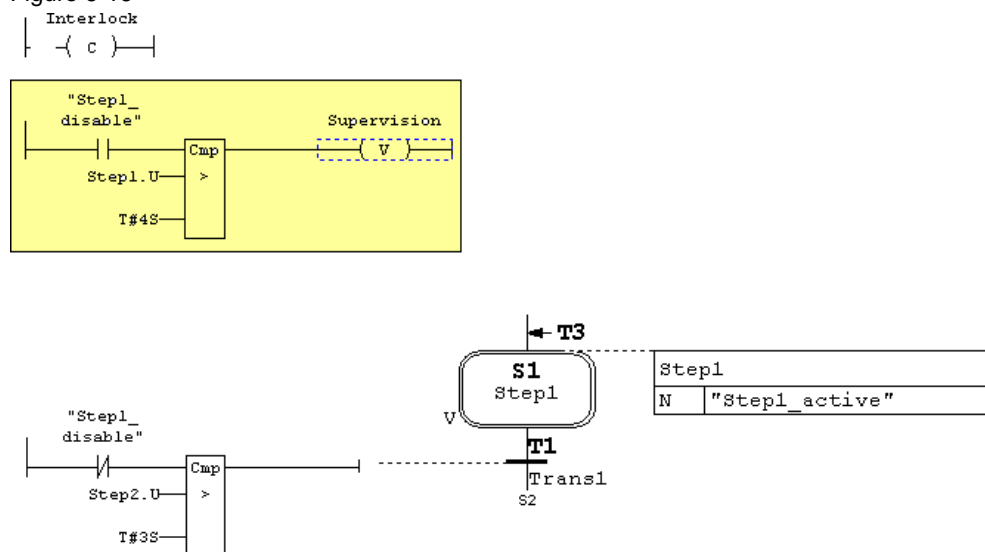 Interlock
( C )
"Step1_
disable"
Supervision
Cmp
( V )
Step1.U
>
T#4S
T3
S1
Step1
Step1
N "Step1_active"
V
"Step1_
disable"
T1
Cmp
Trans1
Step2.U
>
S2
T#3S